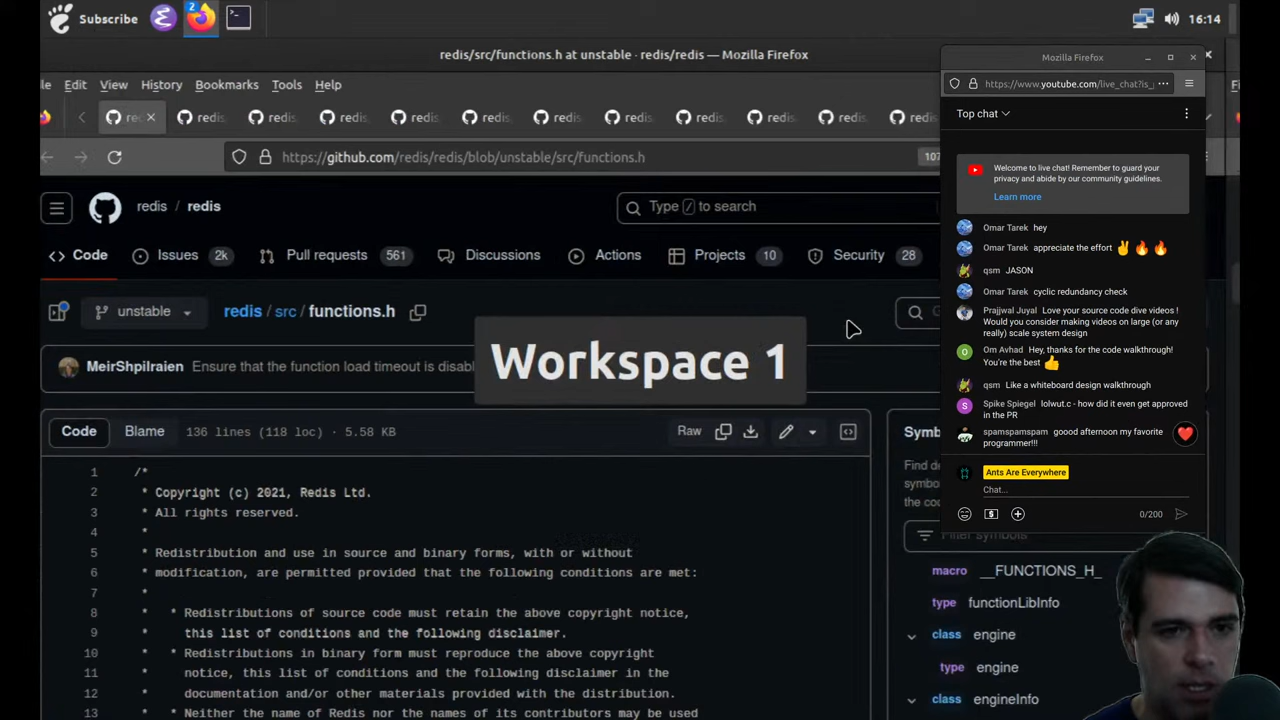 Subscribe
2
16:14
redis/src/functions.h at unstable · redis/redis — Mozilla Firefox
Mozilla Firefox
Edit View History Bookmarks Tools Help
https://www.youtube.com/live_chat?is_
https://github.com/redis/redis/blob/unstable/src/functions.h
redis / redis
Type / to search
Code
Issues 2k
Pull requests 561
Discussions
Actions
Projects 10
Security 28
unstable
redis / src / functions.h
MeirShpilraien Ensure that the function load timeout is disab
Workspace 1
Code Blame 136 lines (118 loc) · 5.58 KB
Raw
1 /*
2 * Copyright (c) 2021, Redis Ltd.
3 * All rights reserved.
4 *
5 * Redistribution and use in source and binary forms, with or without
6 * modification, are permitted provided that the following conditions are met:
7 *
8 * * Redistributions of source code must retain the above copyright notice,
9 * this list of conditions and the following disclaimer.
10 * * Redistributions in binary form must reproduce the above copyright
11 * notice, this list of conditions and the following disclaimer in the
12 * documentation and/or other materials provided with the distribution.
13 * * Neither the name of Redis nor the names of its contributors may be used
Find de
symbo
the co
Filter symbols
macro __FUNCTIONS_H_
type functionLibInfo
class engine
type engine
class engineInfo
Top chat
Welcome to live chat! Remember to guard your
privacy and abide by our community guidelines.
Learn more
Omar Tarek hey
Omar Tarek appreciate the effort ✌🔥🔥
qsm JASON
Omar Tarek cyclic redundancy check
Prajjwal Juyal Love your source code dive videos !
Would you consider making videos on large (or any
really) scale system design
Om Avhad Hey, thanks for the code walkthrough!
You're the best 👍
qsm Like a whiteboard design walkthrough
Spike Spiegel lolwut.c - how did it even get approved
in the PR
spamspamspam goood afternoon my favorite
programmer!!!
Ants Are Everywhere
Chat...
0/200